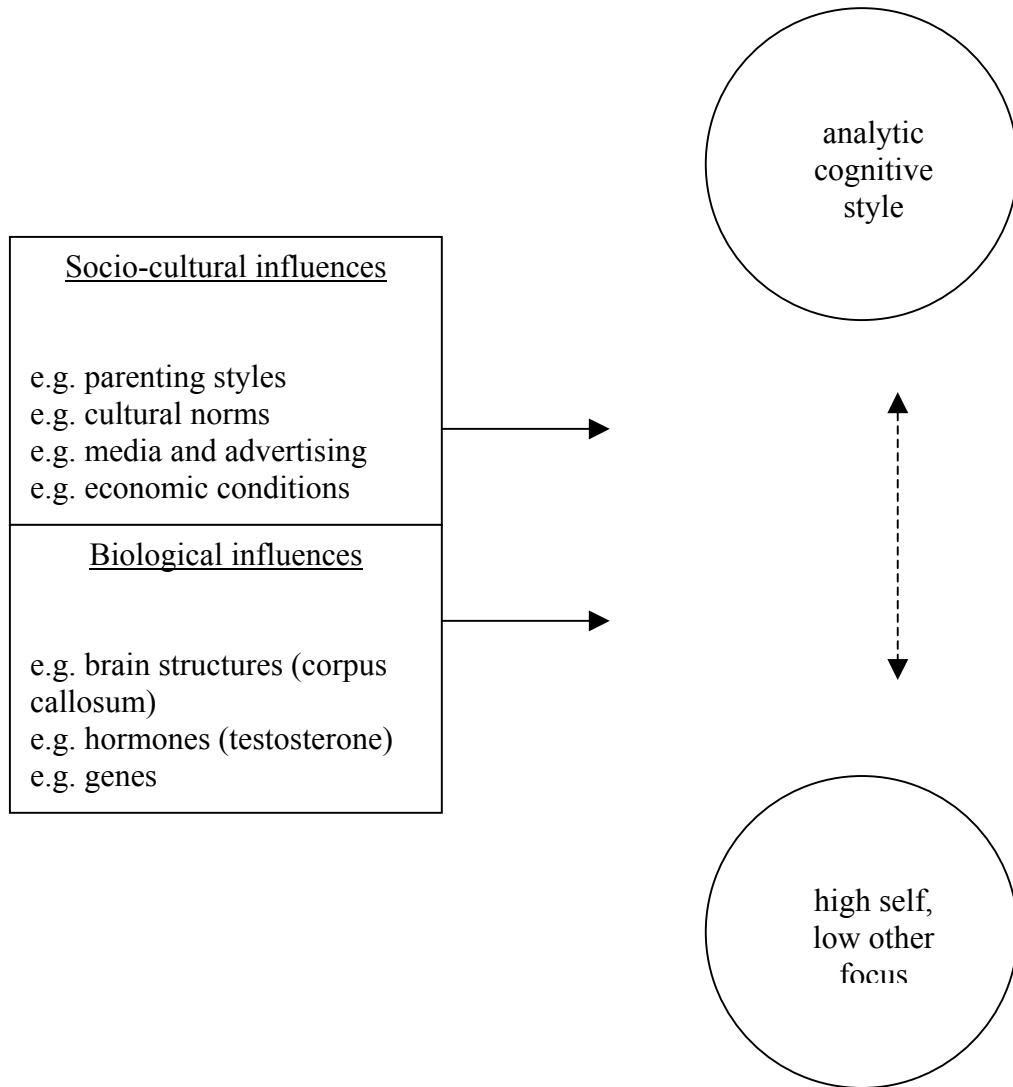 analytic
cognitive
style
Socio-cultural influences
e.g. parenting styles
e.g. cultural norms
e.g. media and advertising
e.g. economic conditions
Biological influences
e.g. brain structures (corpus
callosum)
e.g. hormones (testosterone)
e.g. genes
high self,
low other
focus